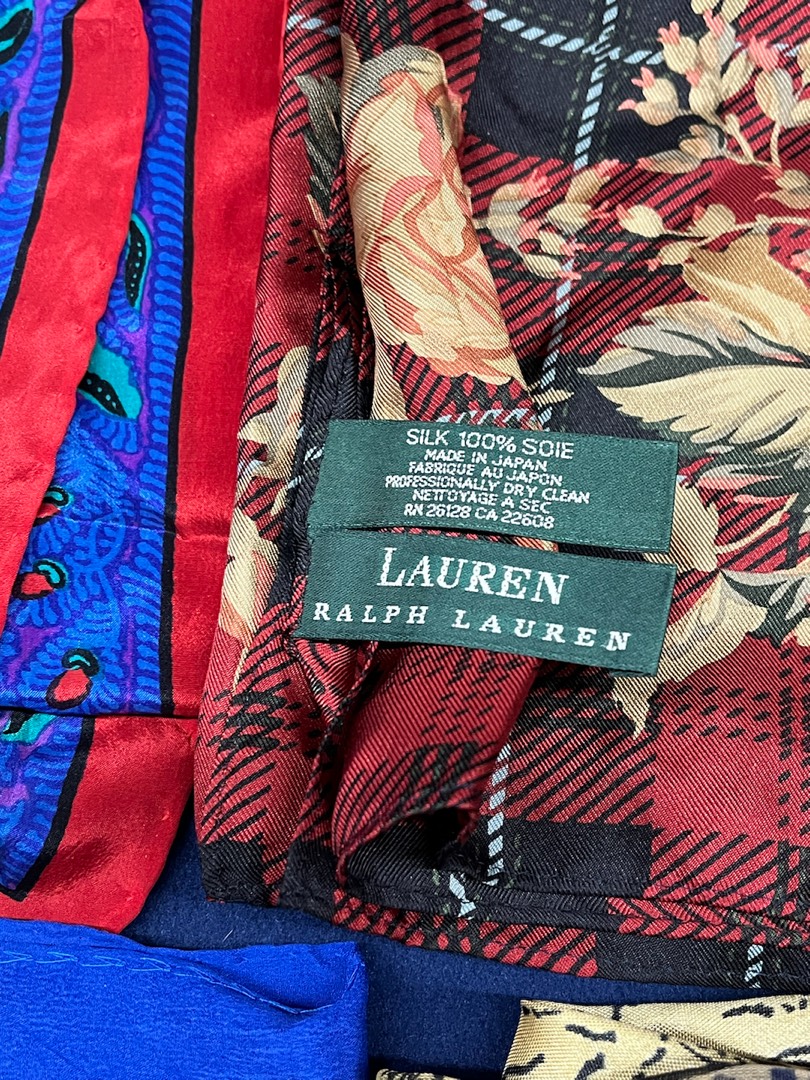 SILK 100% SOIE
MADE IN JAPAN
FABRIQUE AU JAPON
PROFESSIONALLY DRY CLEAN
NETTOYAGE A SEC
RN 26128 CA 22608
LAUREN
RALPH LAUREN